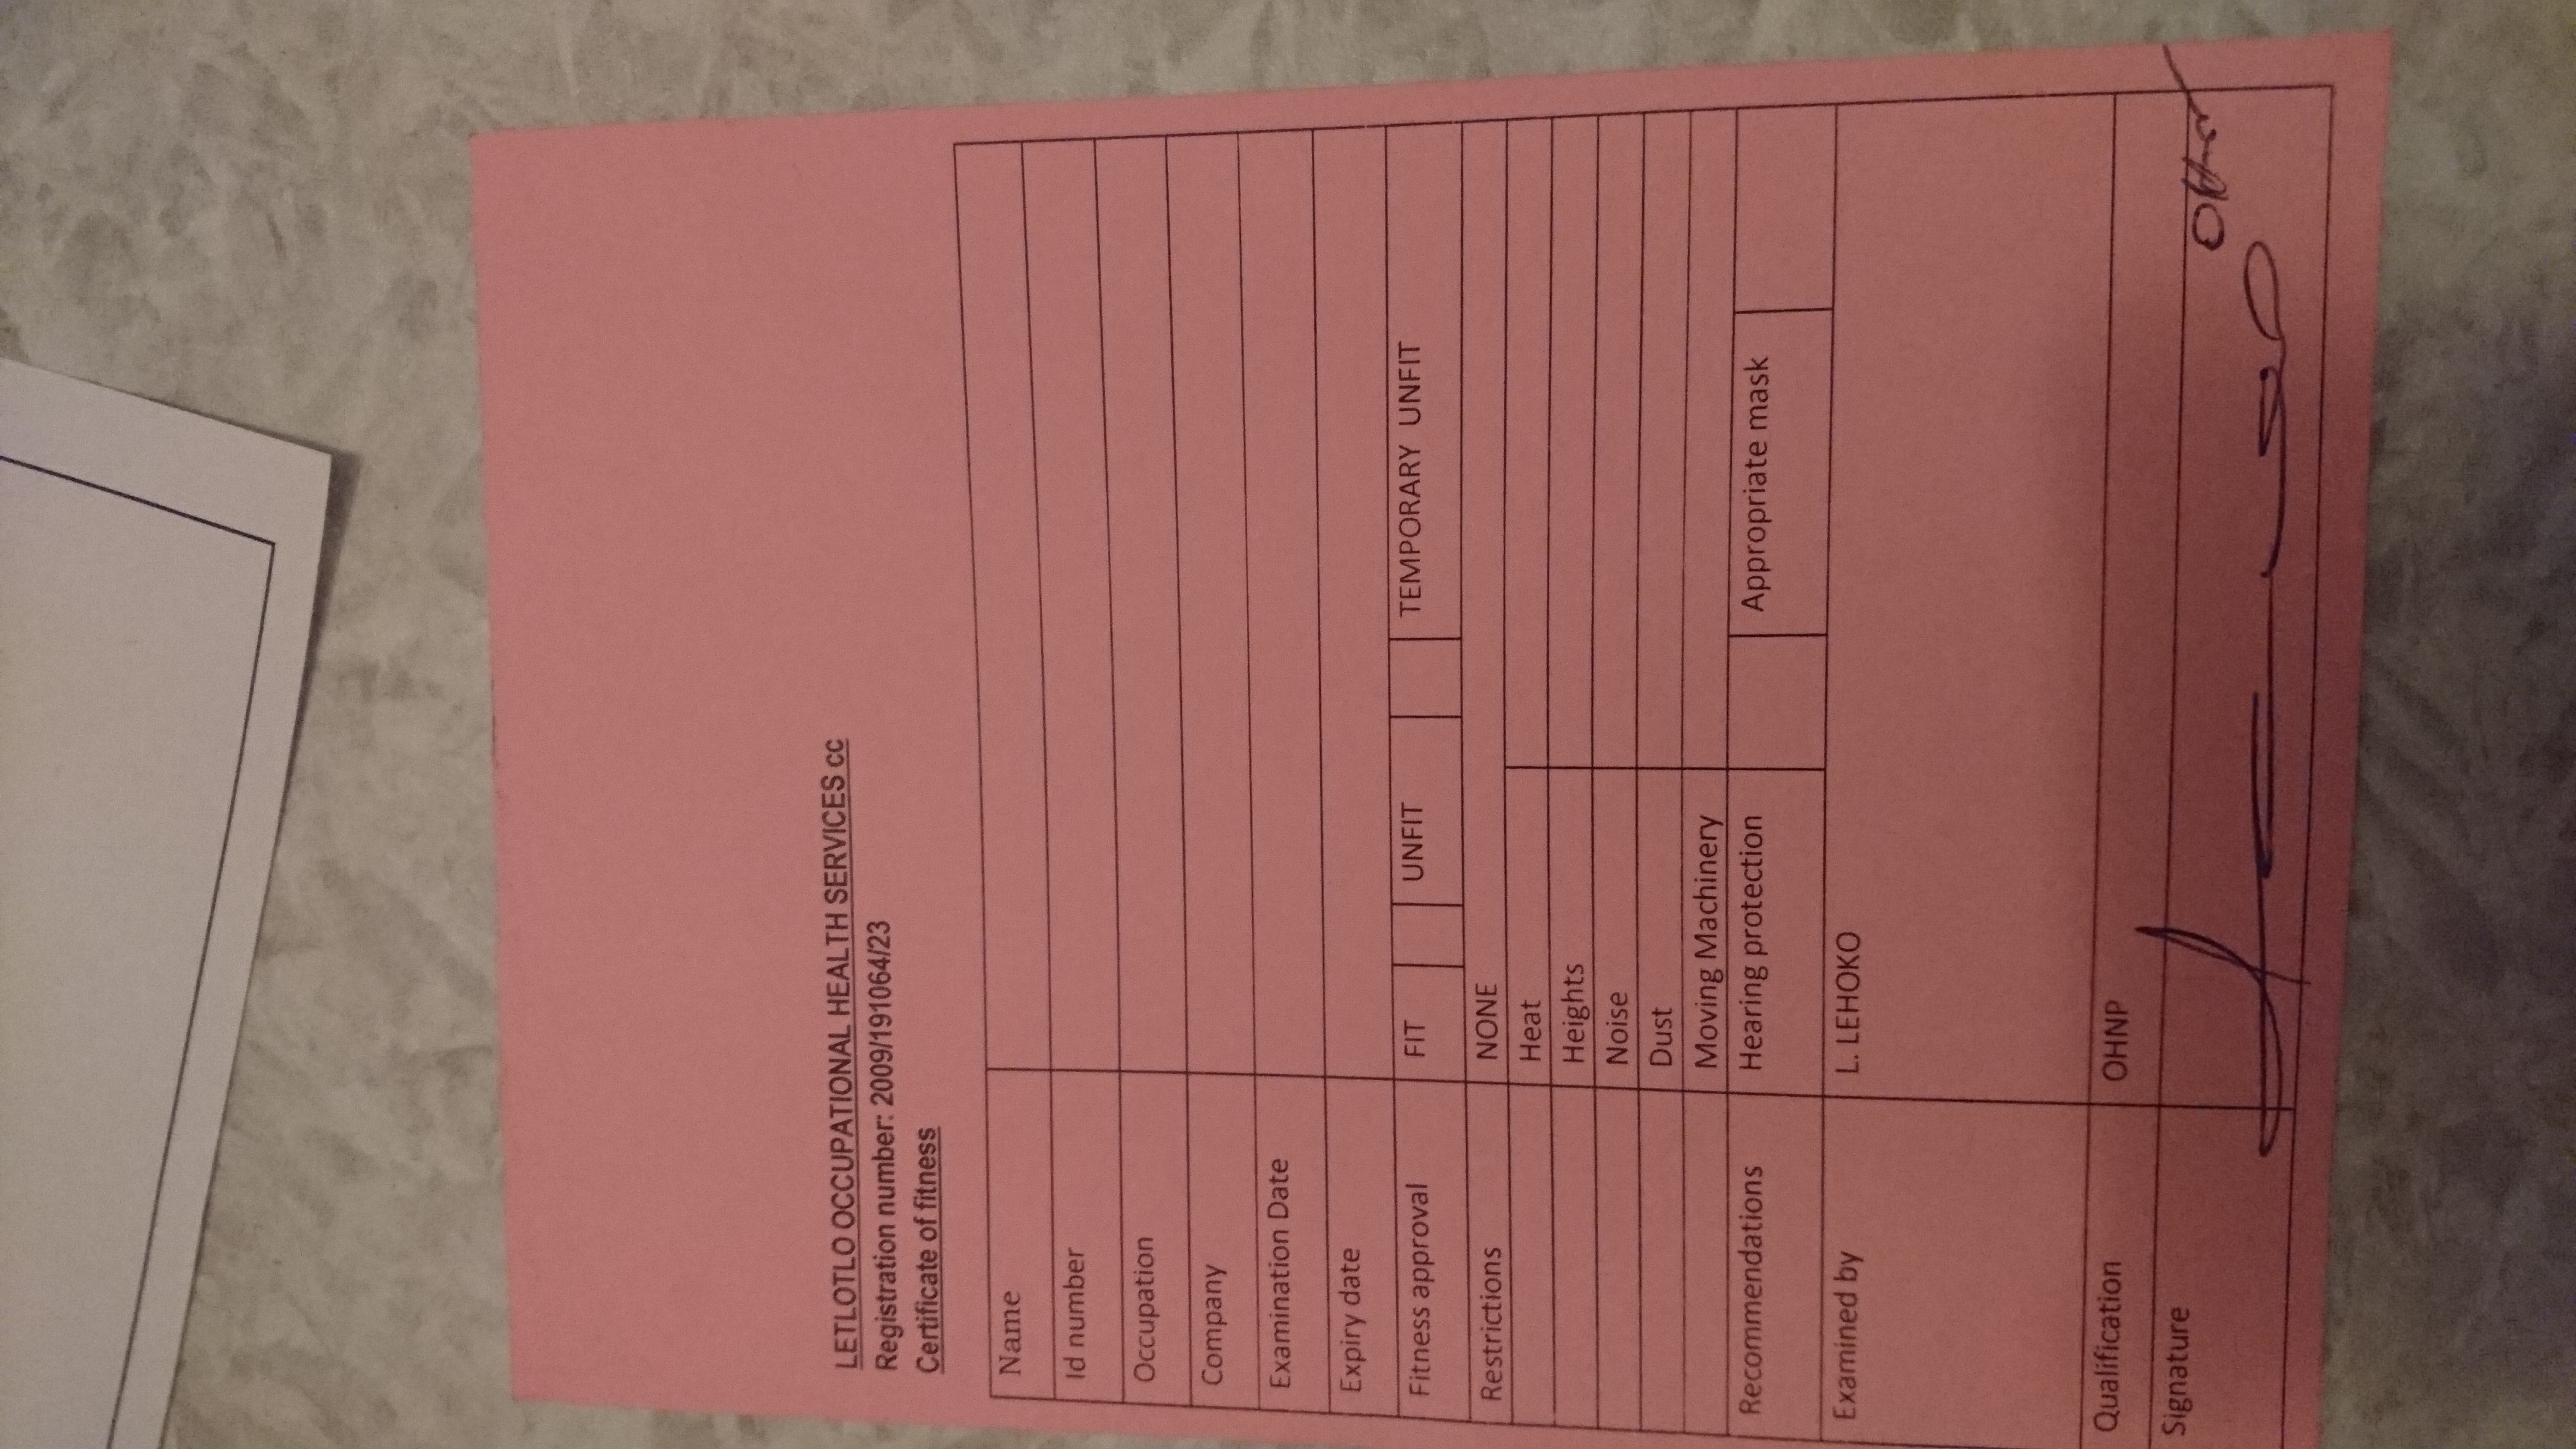 LETLOTLO OCCUPATIONAL HEALTH SERVICES cc
Registration number: 2009/191064/23
Certificate of fitness
Name
Id number
Occupation
Company
Examination Date
Expiry date
Fitness approval FIT UNFIT TEMPORARY UNFIT
Restrictions NONE
Heat
Heights
Noise
Dust
Moving Machinery
Recommendations Hearing protection Appropriate mask
Examined by L. LEHOKO
Qualification OHNP
Signature